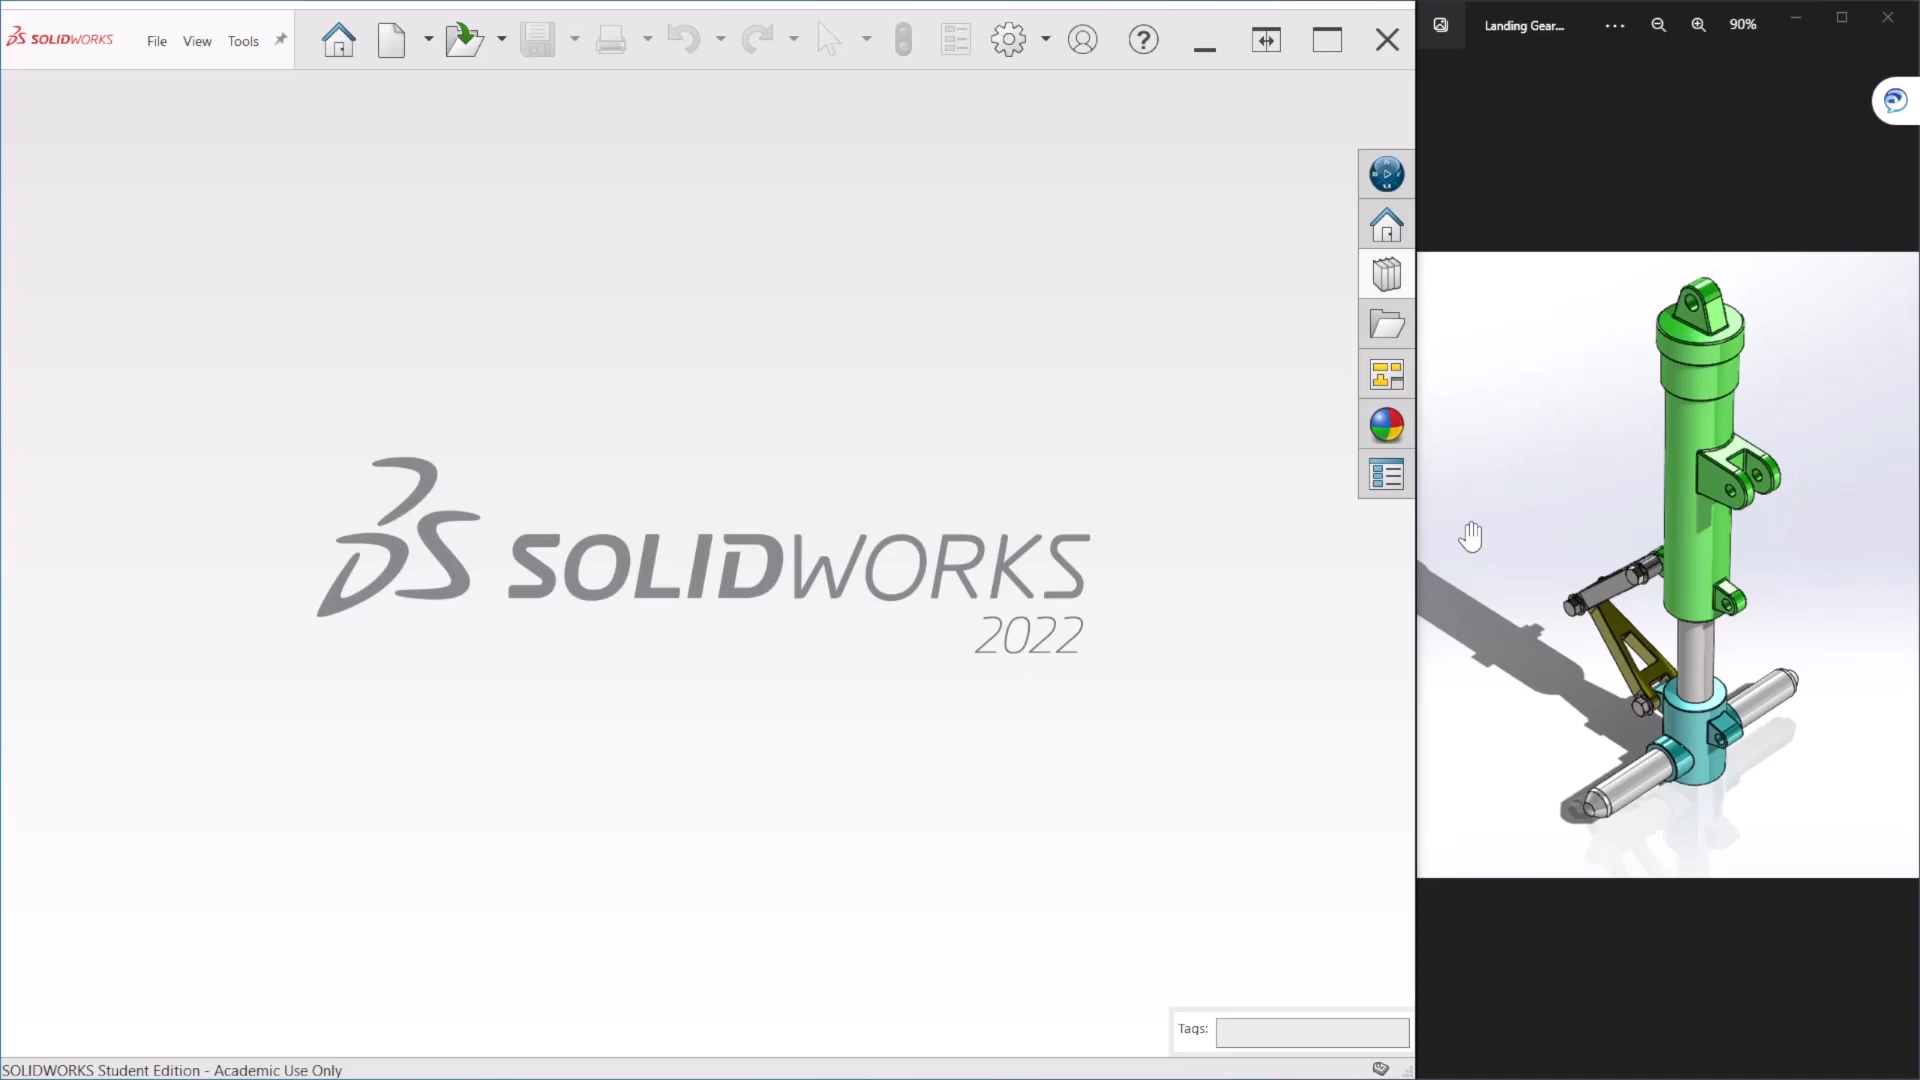 SOLIDWORKS File View Tools
Landing Gear... 90%
SOLIDWORKS
2022
Tags:
SOLIDWORKS Student Edition - Academic Use Only